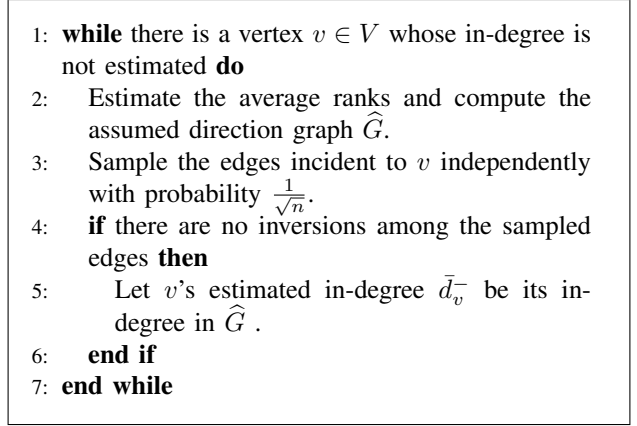 1: while there is a vertex v ∈ V whose in-degree is
not estimated do
2: Estimate the average ranks and compute the
assumed direction graph Ĝ.
3: Sample the edges incident to v independently
with probability 1/√n.
4: if there are no inversions among the sampled
edges then
5: Let v's estimated in-degree d̄_v^− be its in-
degree in Ĝ .
6: end if
7: end while